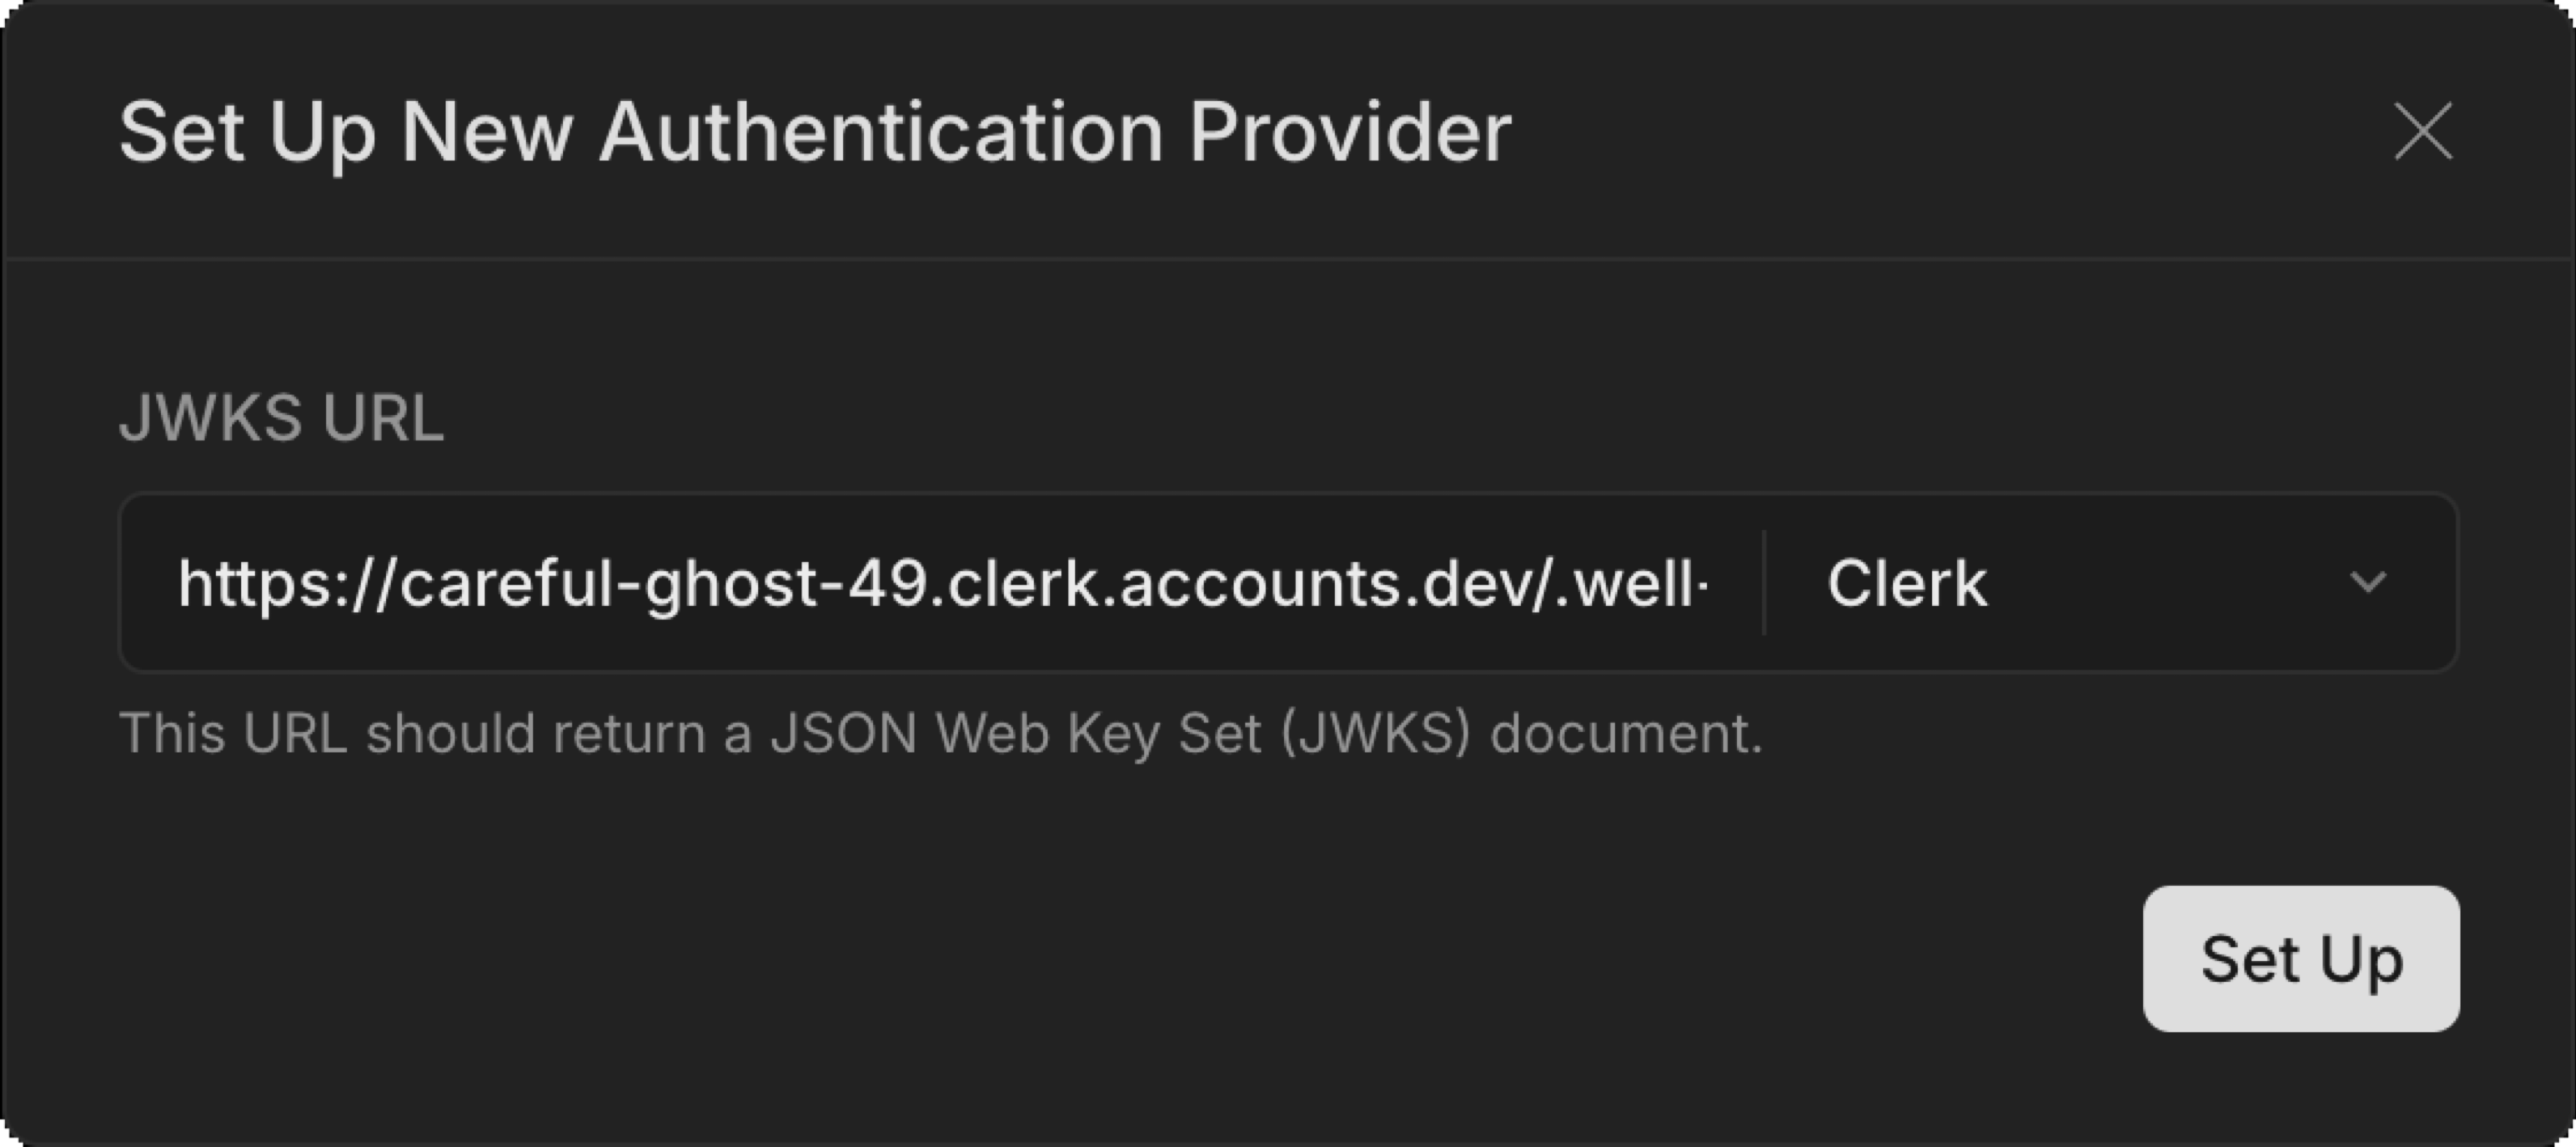 Set Up New Authentication Provider
JWKS URL
https://careful-ghost-49.clerk.accounts.dev/.well-
Clerk
This URL should return a JSON Web Key Set (JWKS) document.
Set Up